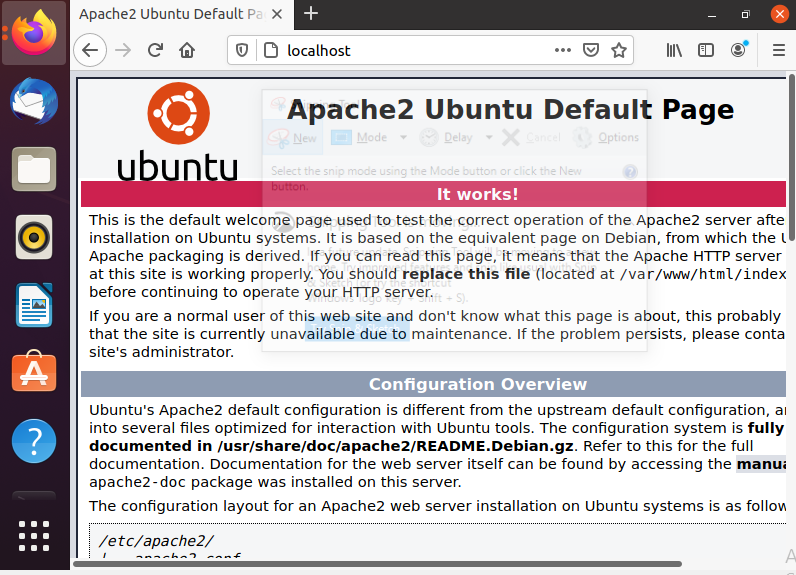 Apache2 Ubuntu Default Pa
localhost
Snipping Tool
Apache2 Ubuntu Default Page
New Mode Delay Cancel Options
ubuntu
Select the snip mode using the Mode button or click the New
button.
It works!
This is the default welcome page used to test the correct operation of the Apache2 server afte
installation on Ubuntu systems. It is based on the equivalent page on Debian, from which the U
Apache packaging is derived. If you can read this page, it means that the Apache HTTP server
at this site is working properly. You should replace this file (located at /var/www/html/index
before continuing to operate your HTTP server.
& Sketch (or try the shortcut
Windows logo key + Shift + S).
If you are a normal user of this web site and don't know what this page is about, this probably
that the site is currently unavailable due to maintenance. If the problem persists, please conta
site's administrator.
Configuration Overview
Ubuntu's Apache2 default configuration is different from the upstream default configuration, a
into several files optimized for interaction with Ubuntu tools. The configuration system is fully
documented in /usr/share/doc/apache2/README.Debian.gz. Refer to this for the full
documentation. Documentation for the web server itself can be found by accessing the manua
apache2-doc package was installed on this server.
The configuration layout for an Apache2 web server installation on Ubuntu systems is as follow
/etc/apache2/
|-- apache2.conf